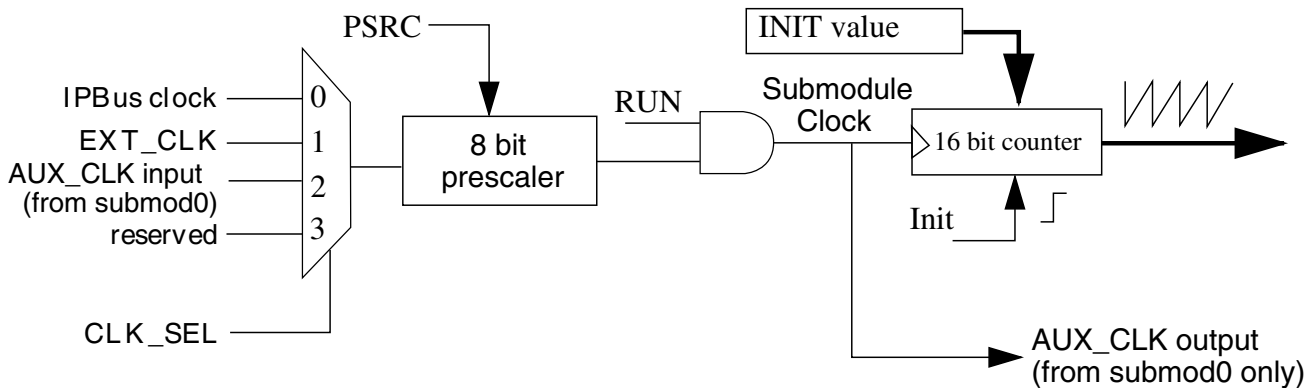 PSRC
INIT value
IPBus clock
0
EXT_CLK
1
AUX_CLK input
(from submod0)
2
reserved
3
CLK_SEL
8 bit
prescaler
RUN
Submodule
Clock
16 bit counter
Init
AUX_CLK output
(from submod0 only)